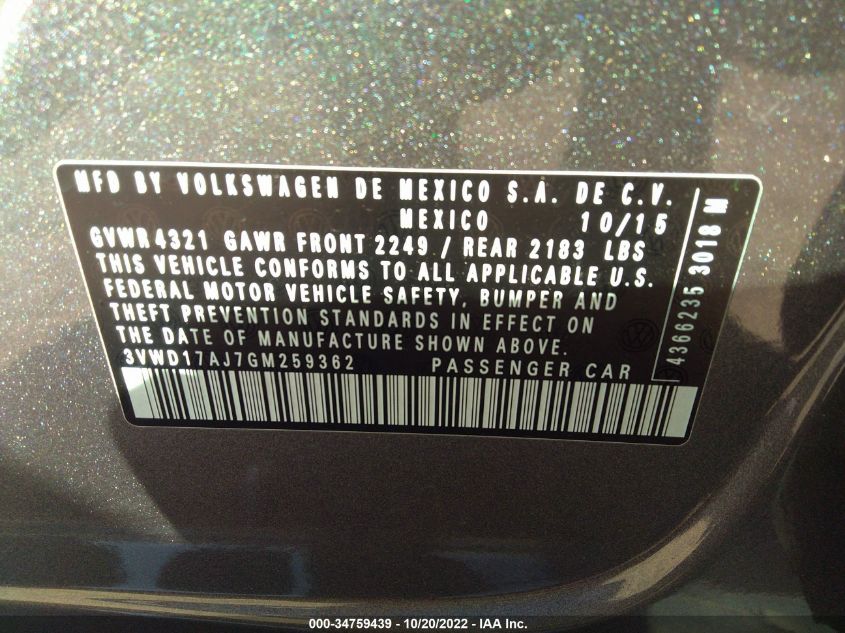 MFD BY VOLKSWAGEN DE MEXICO S.A. DE C.V.
MEXICO 10/15
GVWR 4321 GAWR FRONT 2249 / REAR 2183 LBS
THIS VEHICLE CONFORMS TO ALL APPLICABLE U.S.
FEDERAL MOTOR VEHICLE SAFETY, BUMPER AND
THEFT PREVENTION STANDARDS IN EFFECT ON
THE DATE OF MANUFACTURE SHOWN ABOVE.
3VWD17AJ7GM259362 PASSENGER CAR
4366235 3018 M
000-34759439 - 10/20/2022 - IAA Inc.